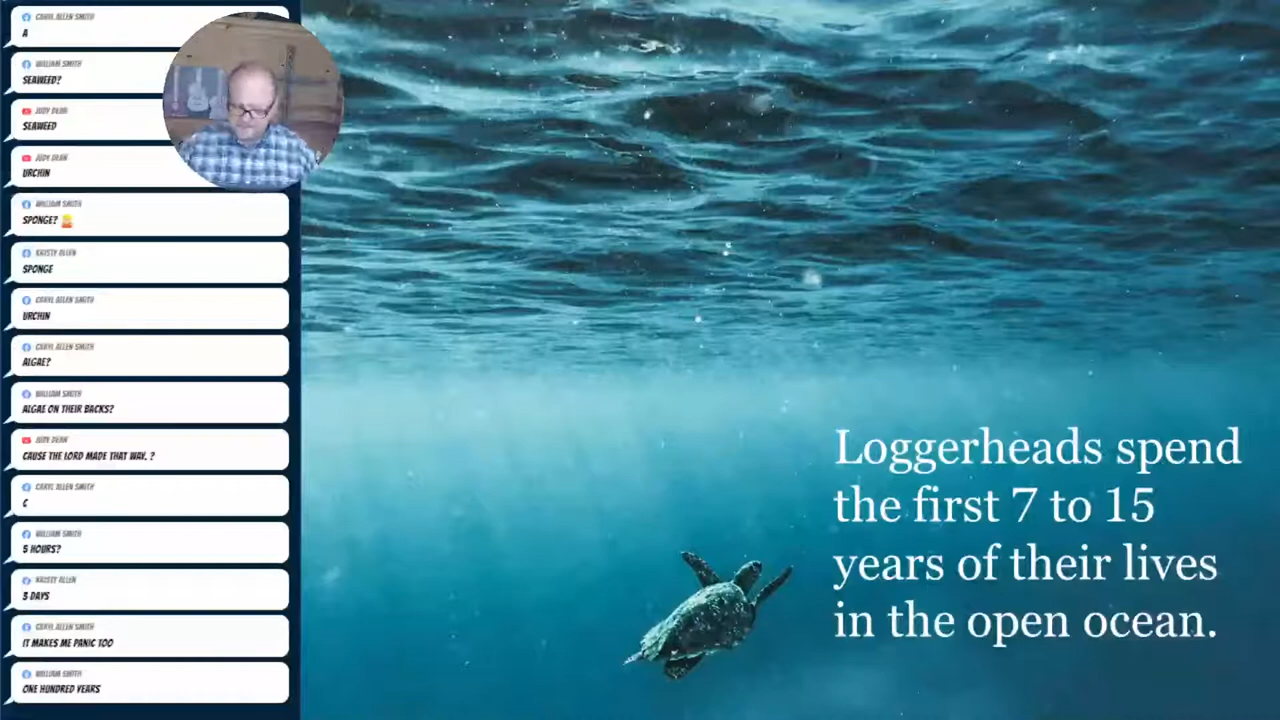 CARYL ALLEN SMITH
A
WILLIAM SMITH
SEAWEED?
JUDY DEAN
SEAWEED
JUDY DEAN
URCHIN
WILLIAM SMITH
SPONGE?
KRISTY ALLEN
SPONGE
CARYL ALLEN SMITH
URCHIN
CARYL ALLEN SMITH
ALGAE?
WILLIAM SMITH
ALGAE ON THEIR BACKS?
JUDY DEAN
CAUSE THE LORD MADE THAT WAY. ?
CARYL ALLEN SMITH
C
WILLIAM SMITH
5 HOURS?
KRISTY ALLEN
3 DAYS
CARYL ALLEN SMITH
IT MAKES ME PANIC TOO
WILLIAM SMITH
ONE HUNDRED YEARS
Loggerheads spend
the first 7 to 15
years of their lives
in the open ocean.